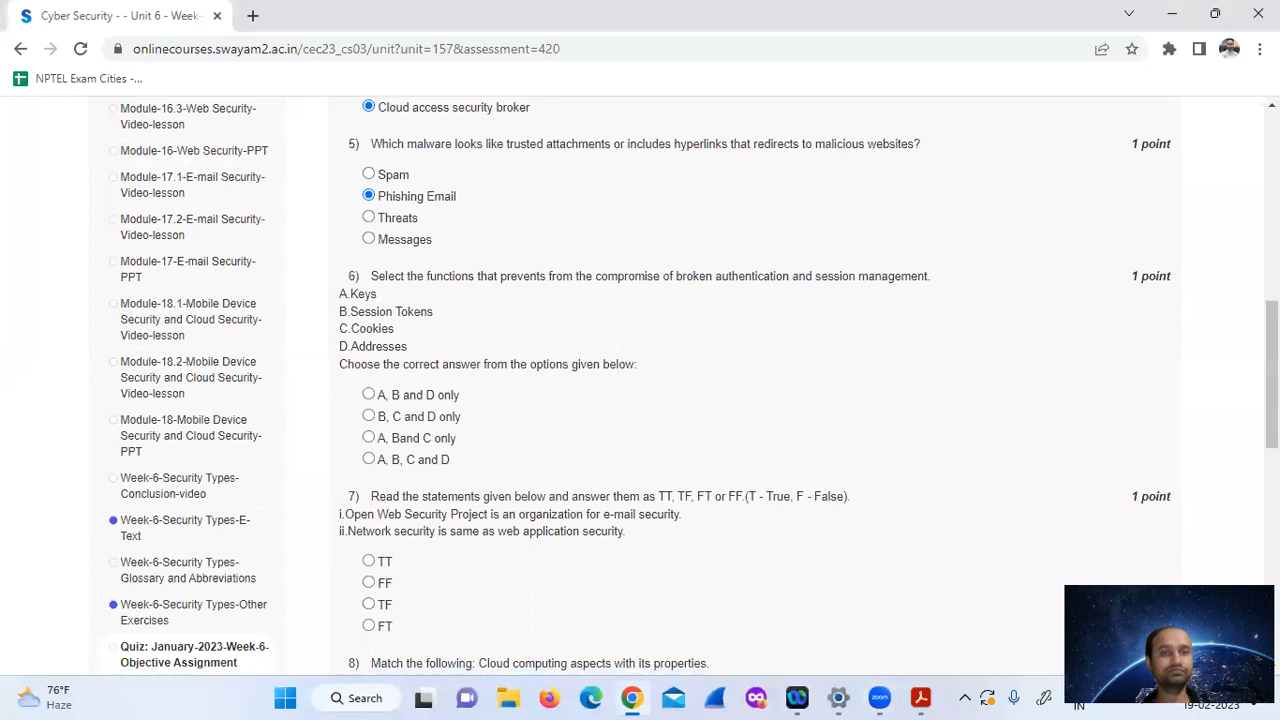 Cyber Security - - Unit 6 - Week-
onlinecourses.swayam2.ac.in/cec23_cs03/unit?unit=157&assessment=420
NPTEL Exam Cities -...
Module-16.3-Web Security-
Video-lesson
Module-16-Web Security-PPT
Module-17.1-E-mail Security-
Video-lesson
Module-17.2-E-mail Security-
Video-lesson
Module-17-E-mail Security-
PPT
Module-18.1-Mobile Device
Security and Cloud Security-
Video-lesson
Module-18.2-Mobile Device
Security and Cloud Security-
Video-lesson
Module-18-Mobile Device
Security and Cloud Security-
PPT
Week-6-Security Types-
Conclusion-video
Week-6-Security Types-E-
Text
Week-6-Security Types-
Glossary and Abbreviations
Week-6-Security Types-Other
Exercises
Quiz: January-2023-Week-6-
Objective Assignment
Cloud access security broker
5) Which malware looks like trusted attachments or includes hyperlinks that redirects to malicious websites? 1 point
Spam
Phishing Email
Threats
Messages
6) Select the functions that prevents from the compromise of broken authentication and session management. 1 point
A.Keys
B.Session Tokens
C.Cookies
D.Addresses
Choose the correct answer from the options given below:
A, B and D only
B, C and D only
A, Band C only
A, B, C and D
7) Read the statements given below and answer them as TT, TF, FT or FF.(T - True, F - False). 1 point
i.Open Web Security Project is an organization for e-mail security.
ii.Network security is same as web application security.
TT
FF
TF
FT
8) Match the following: Cloud computing aspects with its properties.
76°F
Haze
Search
IN
19-02-2023